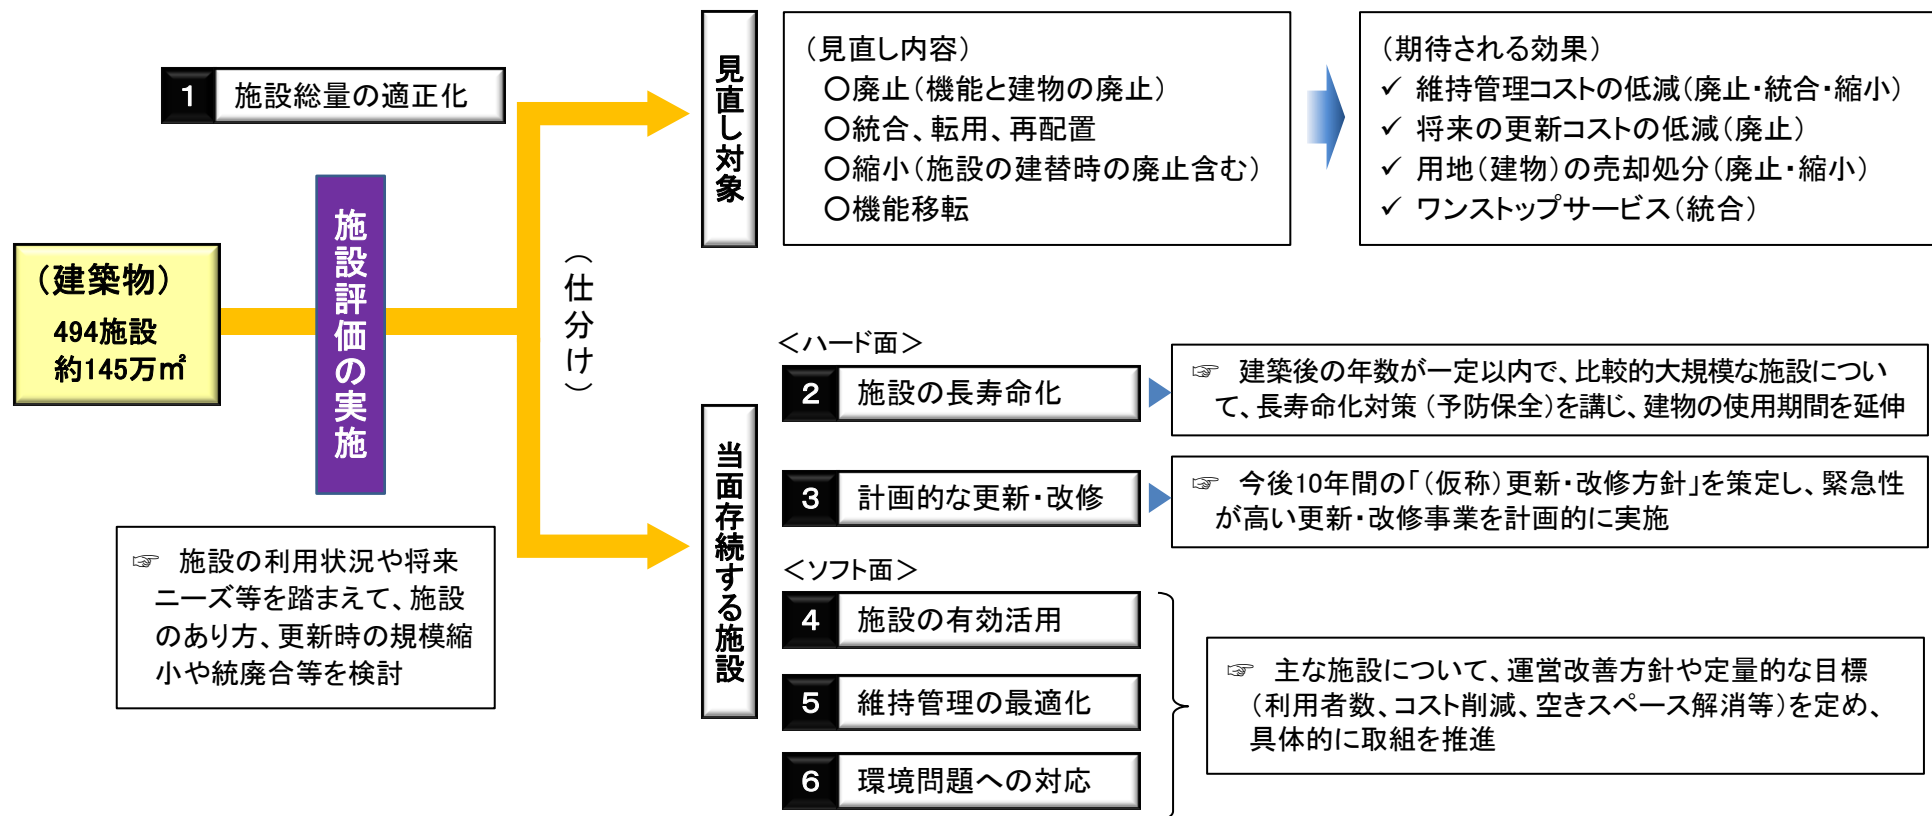 1 施設総量の適正化
(建築物)
494施設
約145万㎡
施設評価の実施
☞ 施設の利用状況や将来
ニーズ等を踏まえて、施設
のあり方、更新時の規模縮
小や統廃合等を検討
(仕分け)
見直し対象
(見直し内容)
○廃止(機能と建物の廃止)
○統合、転用、再配置
○縮小(施設の建替時の廃止含む)
○機能移転
(期待される効果)
✓ 維持管理コストの低減(廃止・統合・縮小)
✓ 将来の更新コストの低減(廃止)
✓ 用地(建物)の売却処分(廃止・縮小)
✓ ワンストップサービス(統合)
当面存続する施設
<ハード面>
2 施設の長寿命化
☞ 建築後の年数が一定以内で、比較的大規模な施設につい
て、長寿命化対策(予防保全)を講じ、建物の使用期間を延伸
3 計画的な更新・改修
☞ 今後10年間の「(仮称)更新・改修方針」を策定し、緊急性
が高い更新・改修事業を計画的に実施
<ソフト面>
4 施設の有効活用
5 維持管理の最適化
6 環境問題への対応
☞ 主な施設について、運営改善方針や定量的な目標
(利用者数、コスト削減、空きスペース解消等)を定め、
具体的に取組を推進